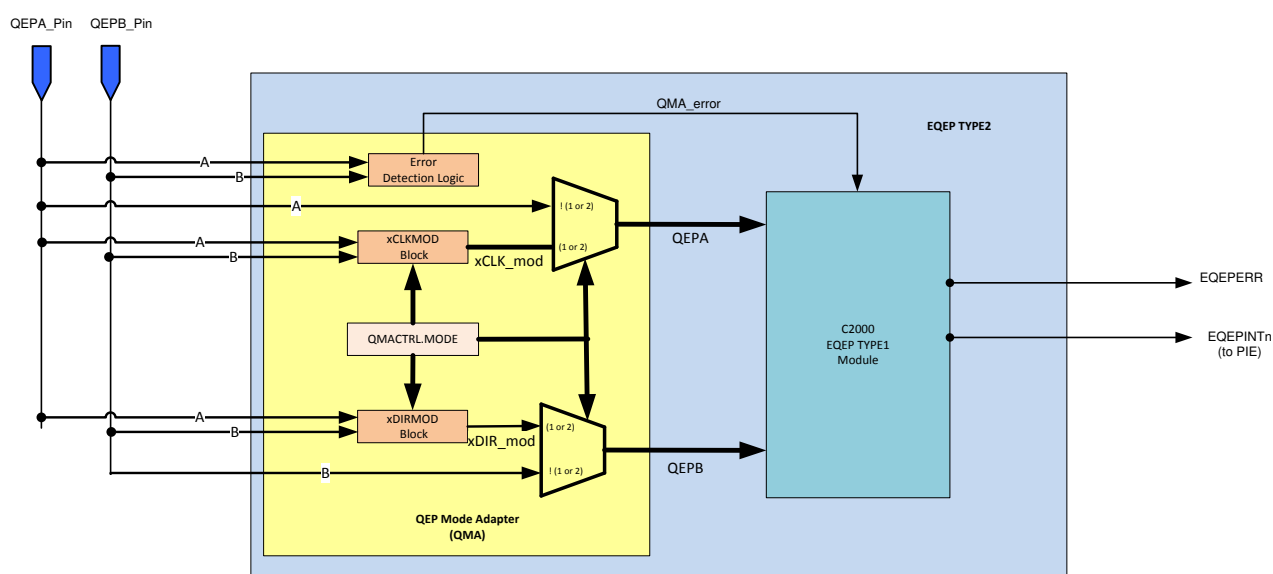 QEPA_Pin
QEPB_Pin
QMA_error
EQEP TYPE2
A
B
Error
Detection Logic
A
! (1 or 2)
A
B
xCLKMOD
Block
xCLK_mod
(1 or 2)
QEPA
QMACTRL.MODE
C2000
EQEP TYPE1
Module
EQEPERR
EQEPINTn
(to PIE)
A
B
xDIRMOD
Block
xDIR_mod
(1 or 2)
QEPB
B
! (1 or 2)
QEP Mode Adapter
(QMA)